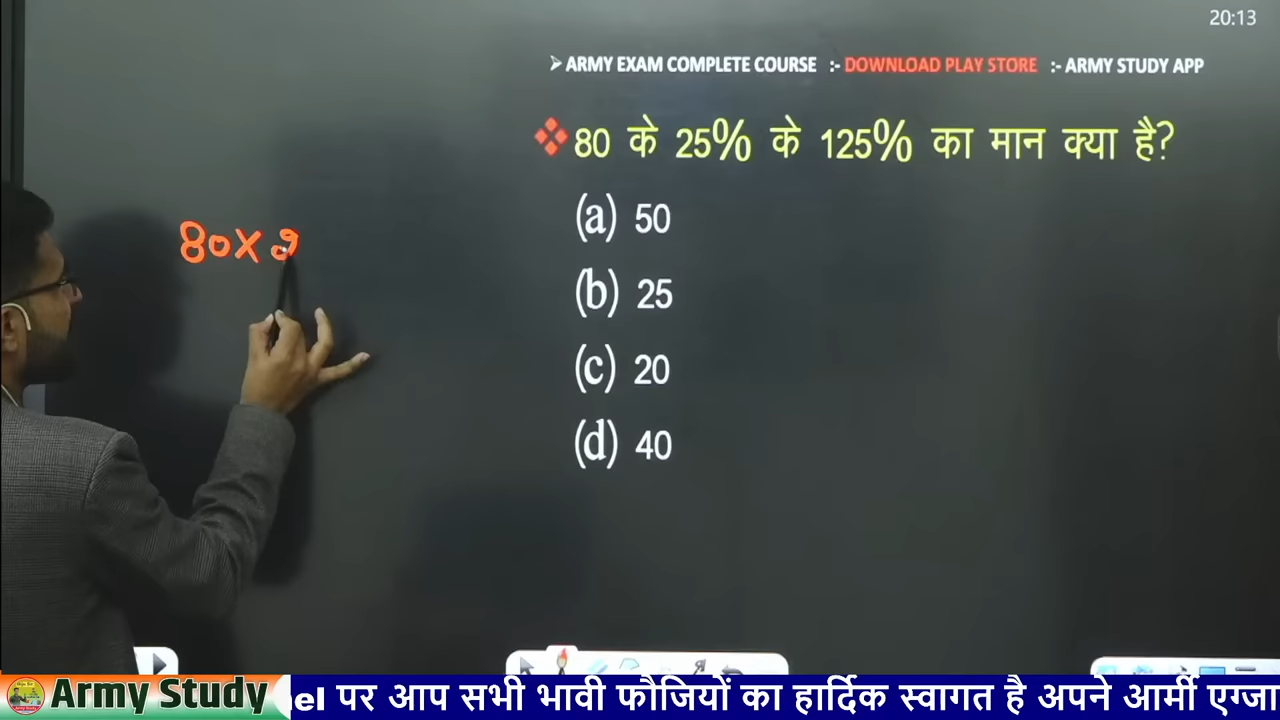 20:13
➢ ARMY EXAM COMPLETE COURSE :- DOWNLOAD PLAY STORE :- ARMY STUDY APP
❖ 80 के 25% के 125% का मान क्या है?
(a) 50
(b) 25
(c) 20
(d) 40
80×
Army Study
el पर आप सभी भावी फौजियों का हार्दिक स्वागत है अपने आर्मी एग्जा